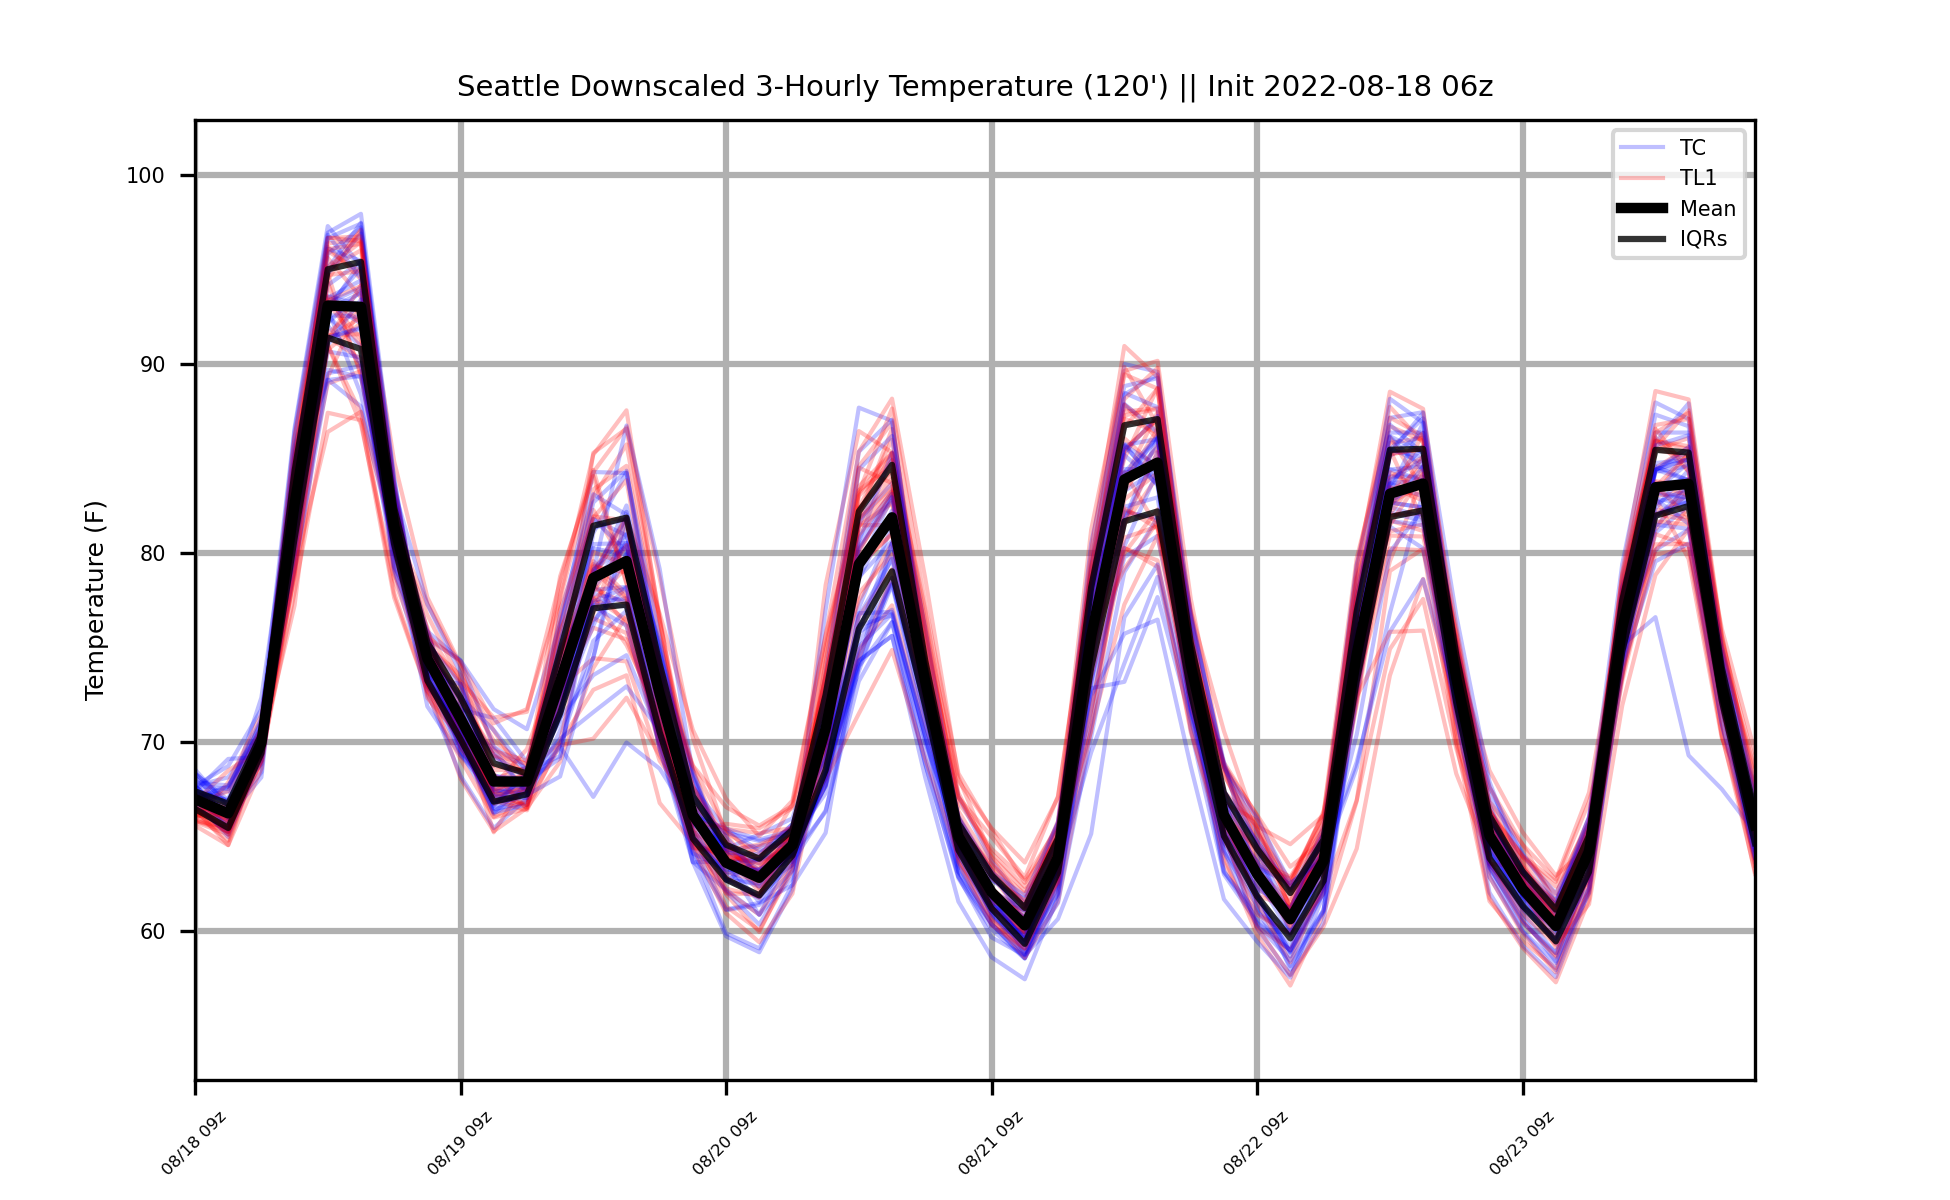 Seattle Downscaled 3-Hourly Temperature (120') || Init 2022-08-18 06z
TC
TL1
Mean
IQRs
Temperature (F)
100
90
80
70
60
08/18 09z
08/19 09z
08/20 09z
08/21 09z
08/22 09z
08/23 09z